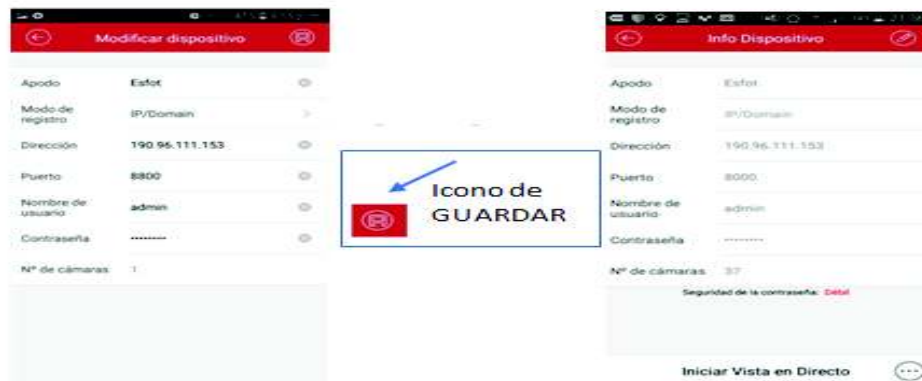 Modificar dispositivo
Apodo Esfot
Modo de registro IP/Domain
Dirección 190.96.111.153
Puerto 8800
Nombre de usuario admin
Contraseña ********
Nº de cámaras 1
Icono de
GUARDAR
Info Dispositivo
Apodo Esfot
Modo de registro IP/Domain
Dirección 190.96.111.153
Puerto 8000
Nombre de usuario admin
Contraseña ********
Nº de cámaras 37
Seguridad de la contraseña: Débil
Iniciar Vista en Directo